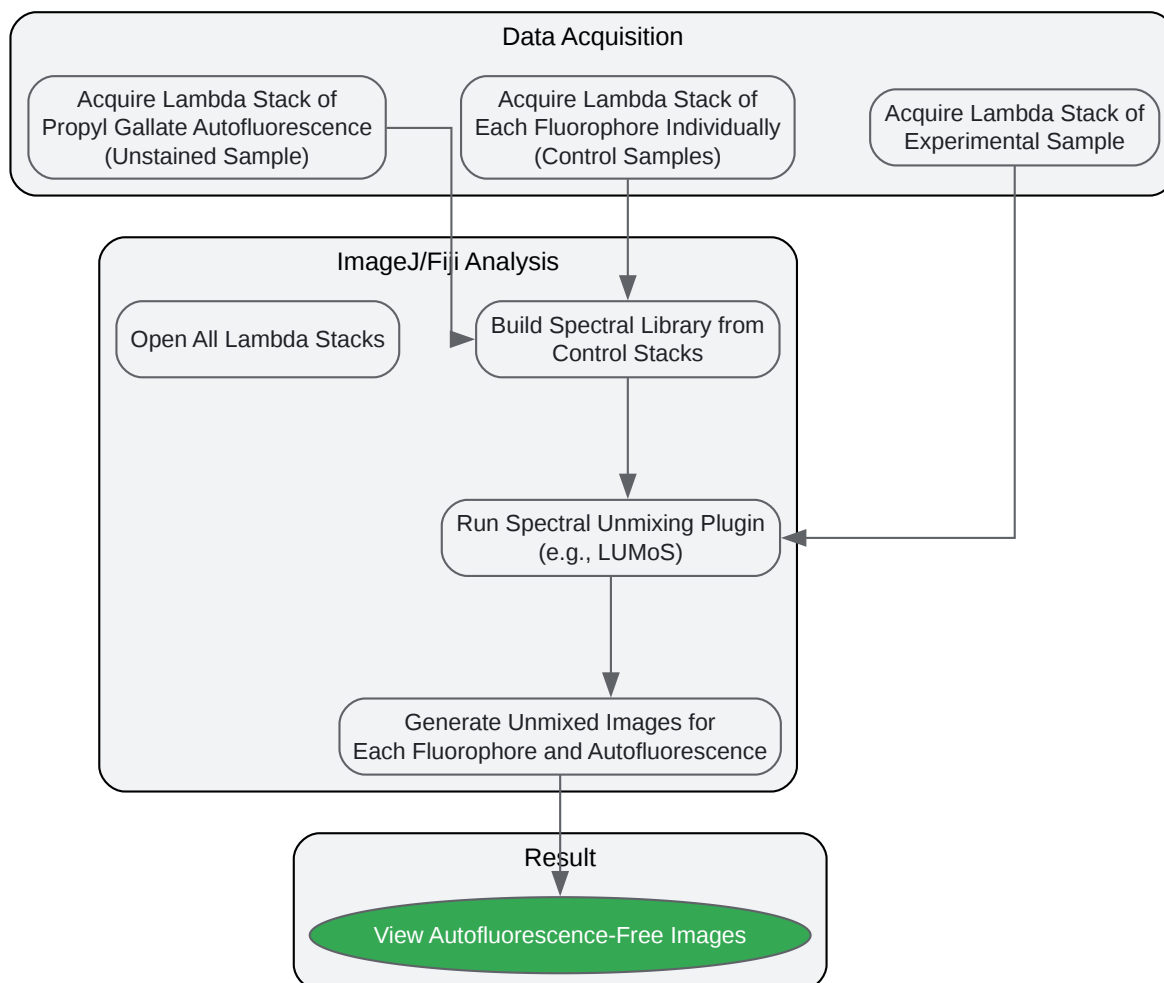 Data Acquisition
Acquire Lambda Stack of
Propyl Gallate Autofluorescence
(Unstained Sample)
Acquire Lambda Stack of
Each Fluorophore Individually
(Control Samples)
Acquire Lambda Stack of
Experimental Sample
ImageJ/Fiji Analysis
Open All Lambda Stacks
Build Spectral Library from
Control Stacks
Run Spectral Unmixing Plugin
(e.g., LUMoS)
Generate Unmixed Images for
Each Fluorophore and Autofluorescence
Result
View Autofluorescence-Free Images